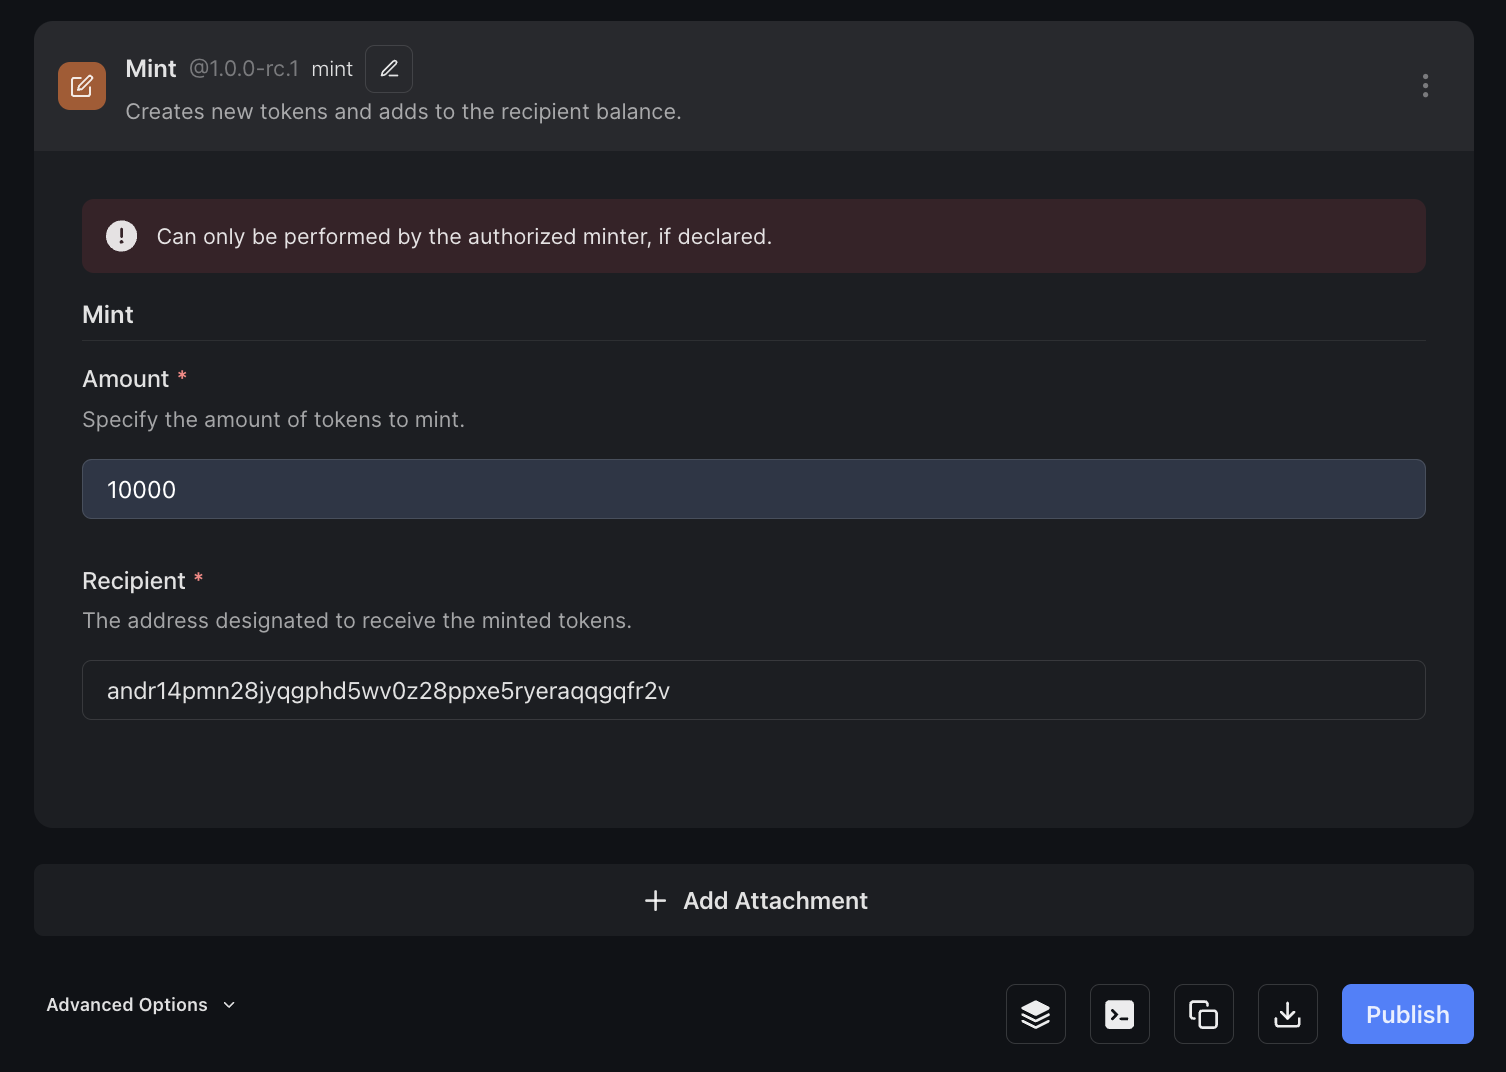 Mint @1.0.0-rc.1 mint
Creates new tokens and adds to the recipient balance.
Can only be performed by the authorized minter, if declared.
Mint
Amount *
Specify the amount of tokens to mint.
10000
Recipient *
The address designated to receive the minted tokens.
andr14pmn28jyqgphd5wv0z28ppxe5ryeraqqgqfr2v
+ Add Attachment
Advanced Options
Publish